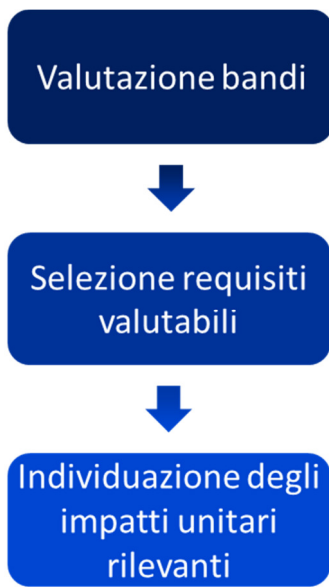 Valutazione bandi
Selezione requisiti
valutabili
Individuazione degli
impatti unitari
rilevanti